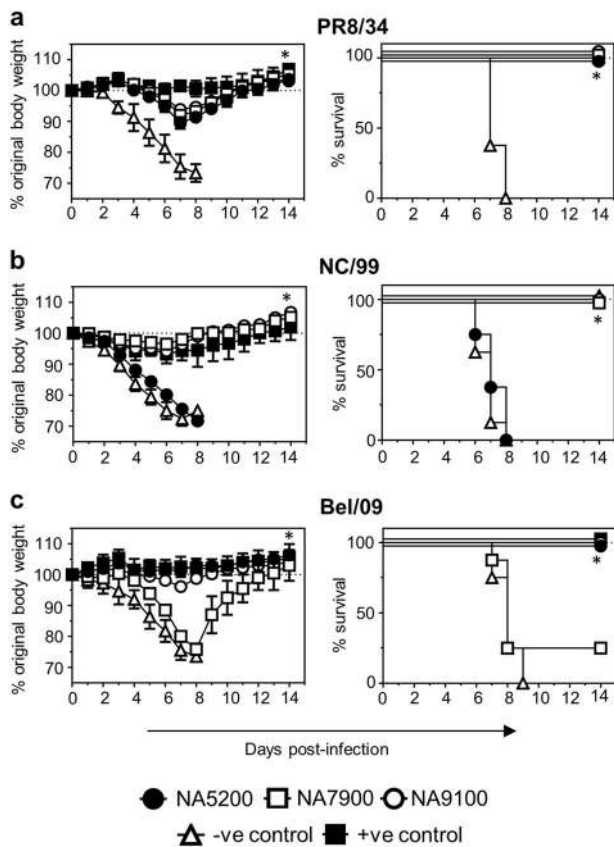 a
PR8/34
% original body weight
110
100
90
80
70
0 2 4 6 8 10 12 14
*
% survival
100
50
0
0 2 4 6 8 10 12 14
*
b
NC/99
% original body weight
110
100
90
80
70
0 2 4 6 8 10 12 14
*
% survival
100
50
0
0 2 4 6 8 10 12 14
*
c
Bel/09
% original body weight
110
100
90
80
70
0 2 4 6 8 10 12 14
*
% survival
100
50
0
0 2 4 6 8 10 12 14
*
Days post-infection
NA5200 NA7900 NA9100
-ve control +ve control